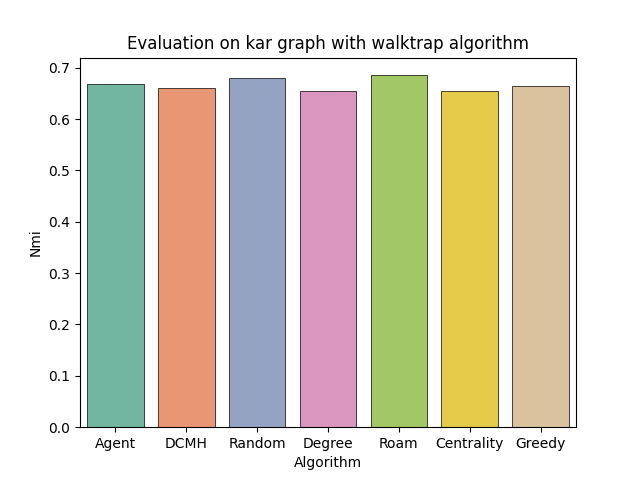 Evaluation on kar graph with walktrap algorithm
Nmi
0.7
0.6
0.5
0.4
0.3
0.2
0.1
0.0
Agent DCMH Random Degree Roam Centrality Greedy
Algorithm